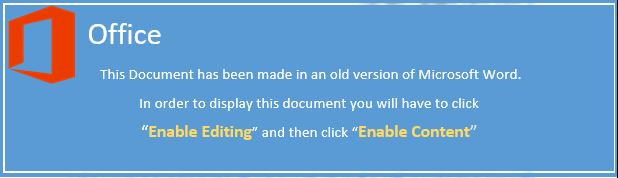 Office
This Document has been made in an old version of Microsoft Word.
In order to display this document you will have to click
“Enable Editing” and then click “Enable Content”